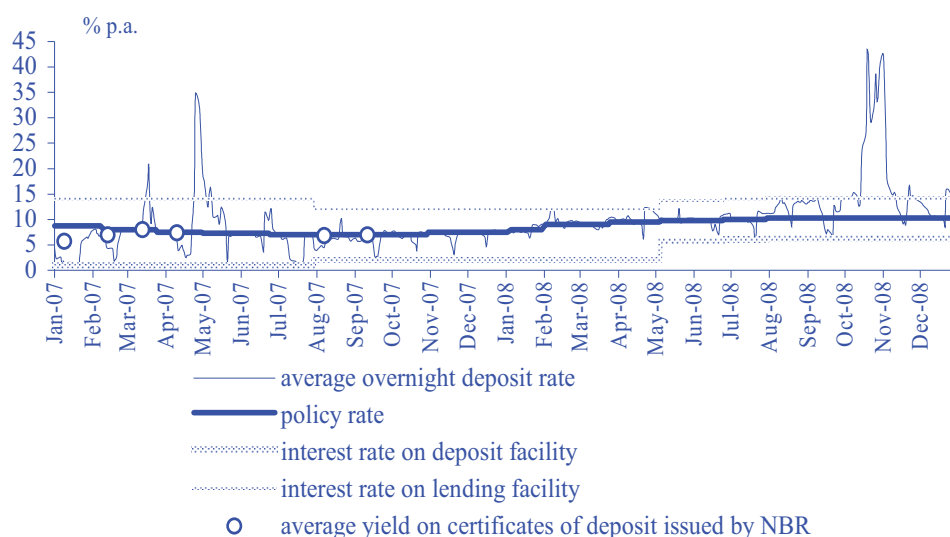 % p.a.
45
40
35
30
25
20
15
10
5
0
Jan-07
Feb-07
Mar-07
Apr-07
May-07
Jun-07
Jul-07
Aug-07
Sep-07
Oct-07
Nov-07
Dec-07
Jan-08
Feb-08
Mar-08
Apr-08
May-08
Jun-08
Jul-08
Aug-08
Sep-08
Oct-08
Nov-08
Dec-08
average overnight deposit rate
policy rate
interest rate on deposit facility
interest rate on lending facility
average yield on certificates of deposit issued by NBR